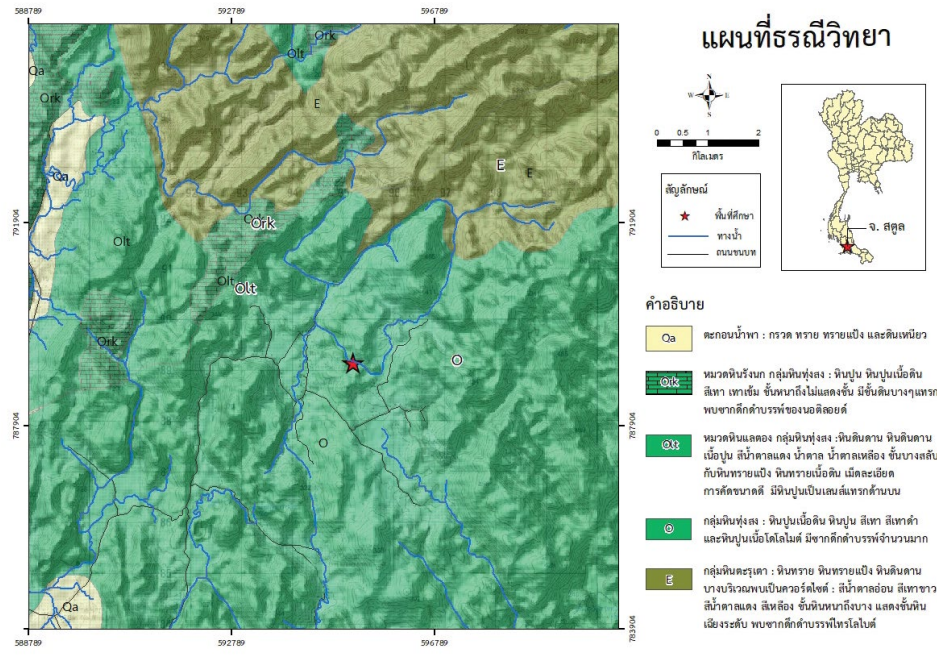 588789
592789
596789
แผนที่ธรณีวิทยา
Ork
Olt
Qa
E
Ork
N
W E
S
0 0.5 1 2
กิโลเมตร
สัญลักษณ์
พื้นที่ศึกษา
ทางน้ำ
ถนนชนบท
จ. สตูล
Qa
E
E
791904
791904
Ork
Ork
Olt
Olt
Olt
Ork
O
O
787904
787904
Qa
783904
783904
588789
592789
596789
คำอธิบาย
Qa
ตะกอนน้ำพา : กรวด ทราย ทรายแป้ง และดินเหนียว
Ork
หมวดหินรังนก กลุ่มหินทุ่งสง : หินปูน หินปูนเนื้อดิน
สีเทา เทาเข้ม ชั้นหนาถึงไม่แสดงชั้น มีชั้นดินบางๆแทรก
พบซากดึกดำบรรพ์ของนอติลอยด์
Olt
หมวดหินแลตอง กลุ่มหินทุ่งสง :หินดินดาน หินดินดาน
เนื้อปูน สีน้ำตาลแดง น้ำตาล น้ำตาลเหลือง ชั้นบางสลับ
กับหินทรายแป้ง หินทรายเนื้อดิน เม็ดละเอียด
การคัดขนาดดี มีหินปูนเป็นเลนส์แทรกด้านบน
O
กลุ่มหินทุ่งสง : หินปูนเนื้อดิน หินปูน สีเทา สีเทาดำ
และหินปูนเนื้อโดโลไมต์ มีซากดึกดำบรรพ์จำนวนมาก
E
กลุ่มหินตะรุเตา : หินทราย หินทรายแป้ง หินดินดาน
บางบริเวณพบเป็นควอร์ตไซต์ : สีน้ำตาลอ่อน สีเทาขาว
สีน้ำตาลแดง สีเหลือง ชั้นหินหนาถึงบาง แสดงชั้นหิน
เฉียงระดับ พบซากดึกดำบรรพ์ไทรโลไบต์